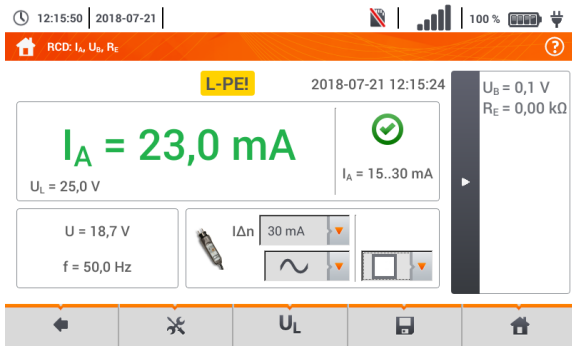 12:15:50 2018-07-21 100 %
RCD: IA, UB, RE
L-PE! 2018-07-21 12:15:24
IA = 23,0 mA
UL = 25,0 V
IA = 15..30 mA
UB = 0,1 V
RE = 0,00 kΩ
U = 18,7 V
f = 50,0 Hz
IΔn 30 mA
UL